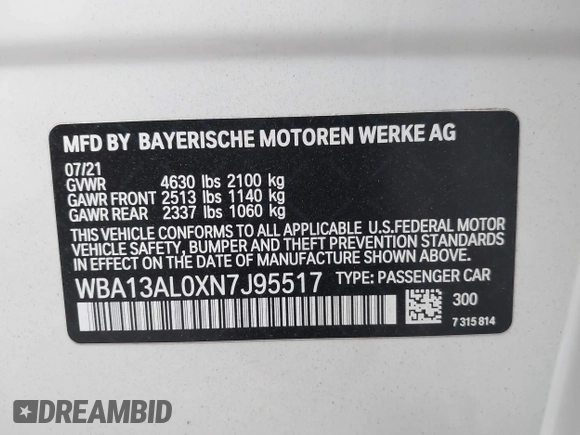 MFD BY BAYERISCHE MOTOREN WERKE AG
07/21
GVWR 4630 lbs 2100 kg
GAWR FRONT 2513 lbs 1140 kg
GAWR REAR 2337 lbs 1060 kg
THIS VEHICLE CONFORMS TO ALL APPLICABLE U.S.FEDERAL MOTOR
VEHICLE SAFETY, BUMPER AND THEFT PREVENTION STANDARDS
IN EFFECT ON THE DATE OF MANUFACTURE SHOWN ABOVE.
WBA13AL0XN7J95517 TYPE: PASSENGER CAR
300
7 315 814
DREAMBID